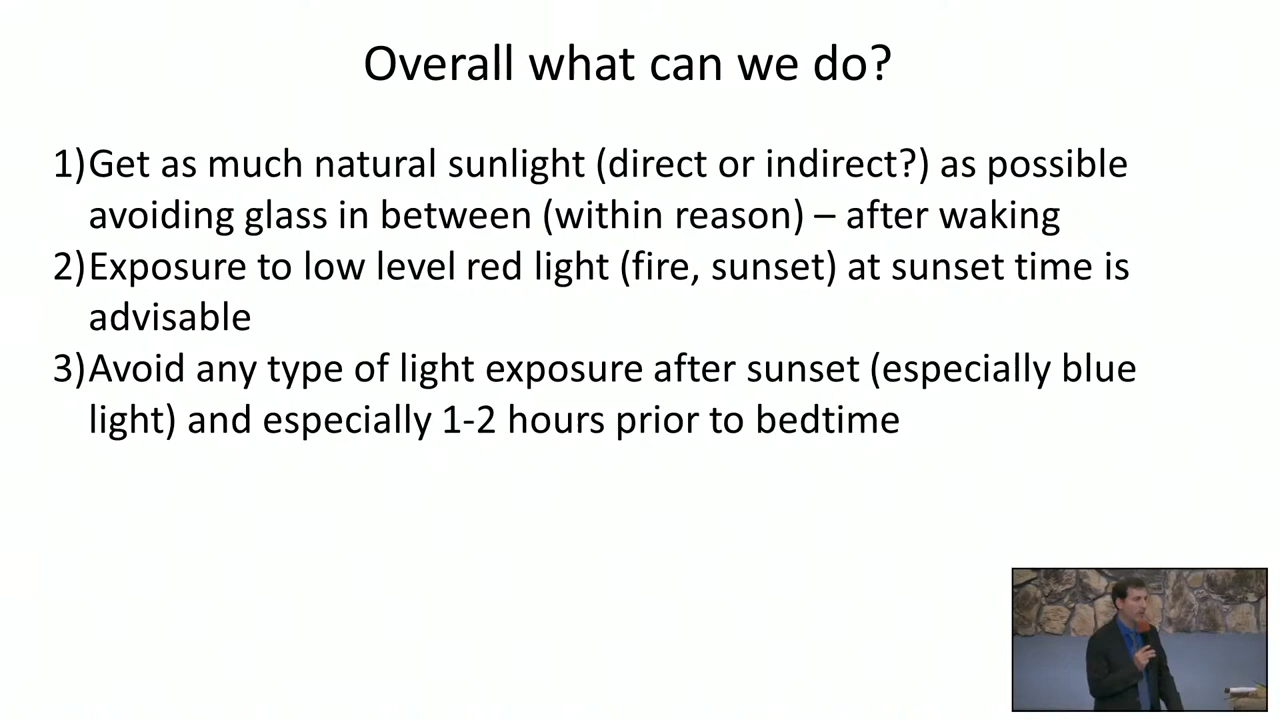 Overall what can we do?
1)Get as much natural sunlight (direct or indirect?) as possible
avoiding glass in between (within reason) – after waking
2)Exposure to low level red light (fire, sunset) at sunset time is
advisable
3)Avoid any type of light exposure after sunset (especially blue
light) and especially 1-2 hours prior to bedtime